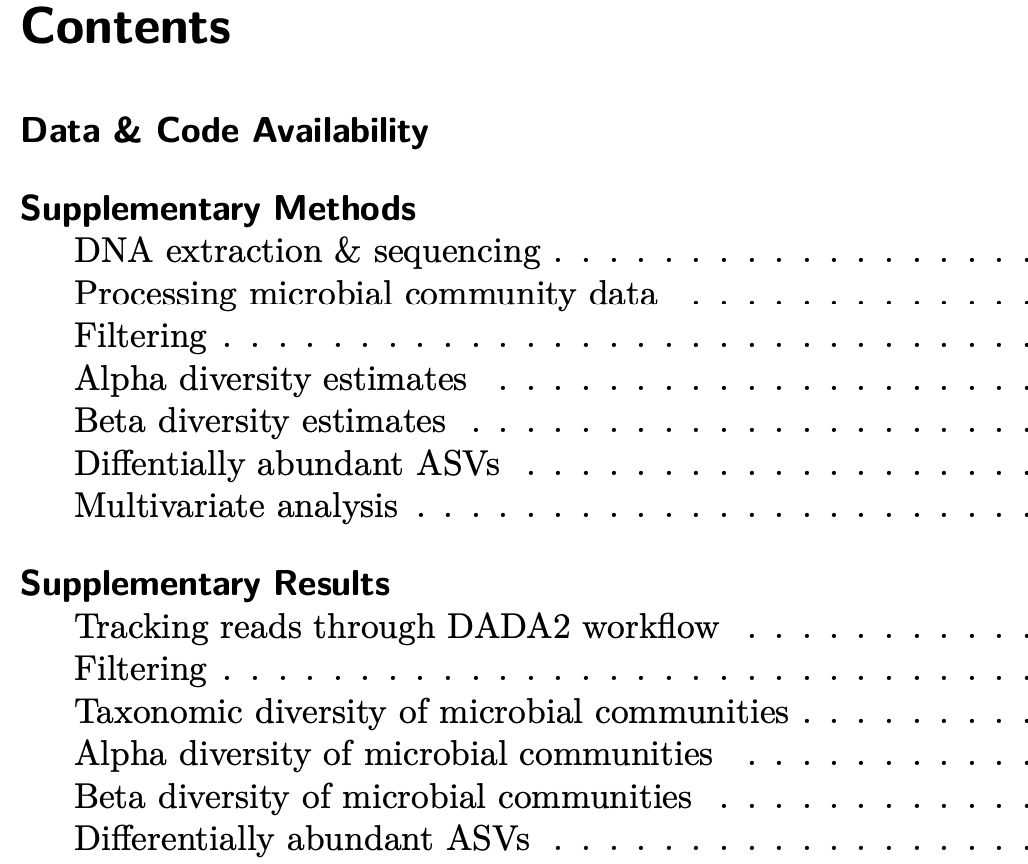 Contents
Data & Code Availability
Supplementary Methods
DNA extraction & sequencing . . . . . . . . . . . . . . . . . .
Processing microbial community data . . . . . . . . . . . . .
Filtering . . . . . . . . . . . . . . . . . . . . . . . . . . . . . .
Alpha diversity estimates . . . . . . . . . . . . . . . . . . . .
Beta diversity estimates . . . . . . . . . . . . . . . . . . . . .
Diffentially abundant ASVs . . . . . . . . . . . . . . . . . . .
Multivariate analysis . . . . . . . . . . . . . . . . . . . . . . .
Supplementary Results
Tracking reads through DADA2 workflow . . . . . . . . . . .
Filtering . . . . . . . . . . . . . . . . . . . . . . . . . . . . . .
Taxonomic diversity of microbial communities . . . . . . . . .
Alpha diversity of microbial communities . . . . . . . . . . .
Beta diversity of microbial communities . . . . . . . . . . . .
Differentially abundant ASVs . . . . . . . . . . . . . . . . . .